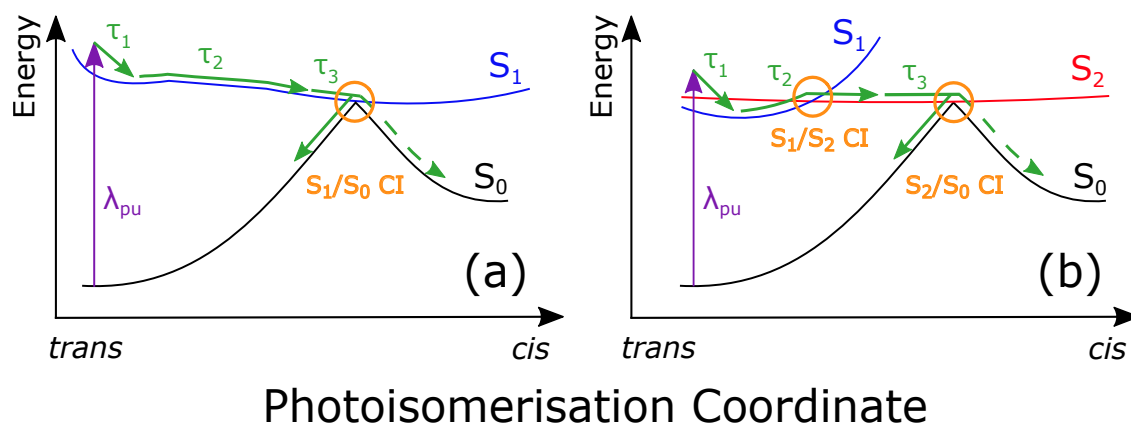 Energy
τ₁
τ₂
τ₃
S₁
S₁/S₀ CI
S₀
λₚᵤ
(a)
trans
cis
Energy
τ₁
τ₂
τ₃
S₁
S₂
S₁/S₂ CI
S₂/S₀ CI
S₀
λₚᵤ
(b)
trans
cis
Photoisomerisation Coordinate